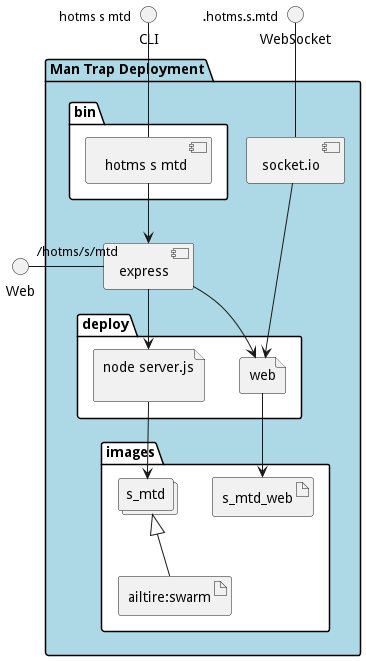 hotms s mtd
.hotms.s.mtd
CLI
WebSocket
Man Trap Deployment
bin
hotms s mtd
socket.io
/hotms/s/mtd
express
Web
deploy
node server.js
web
images
s_mtd
s_mtd_web
ailtire:swarm